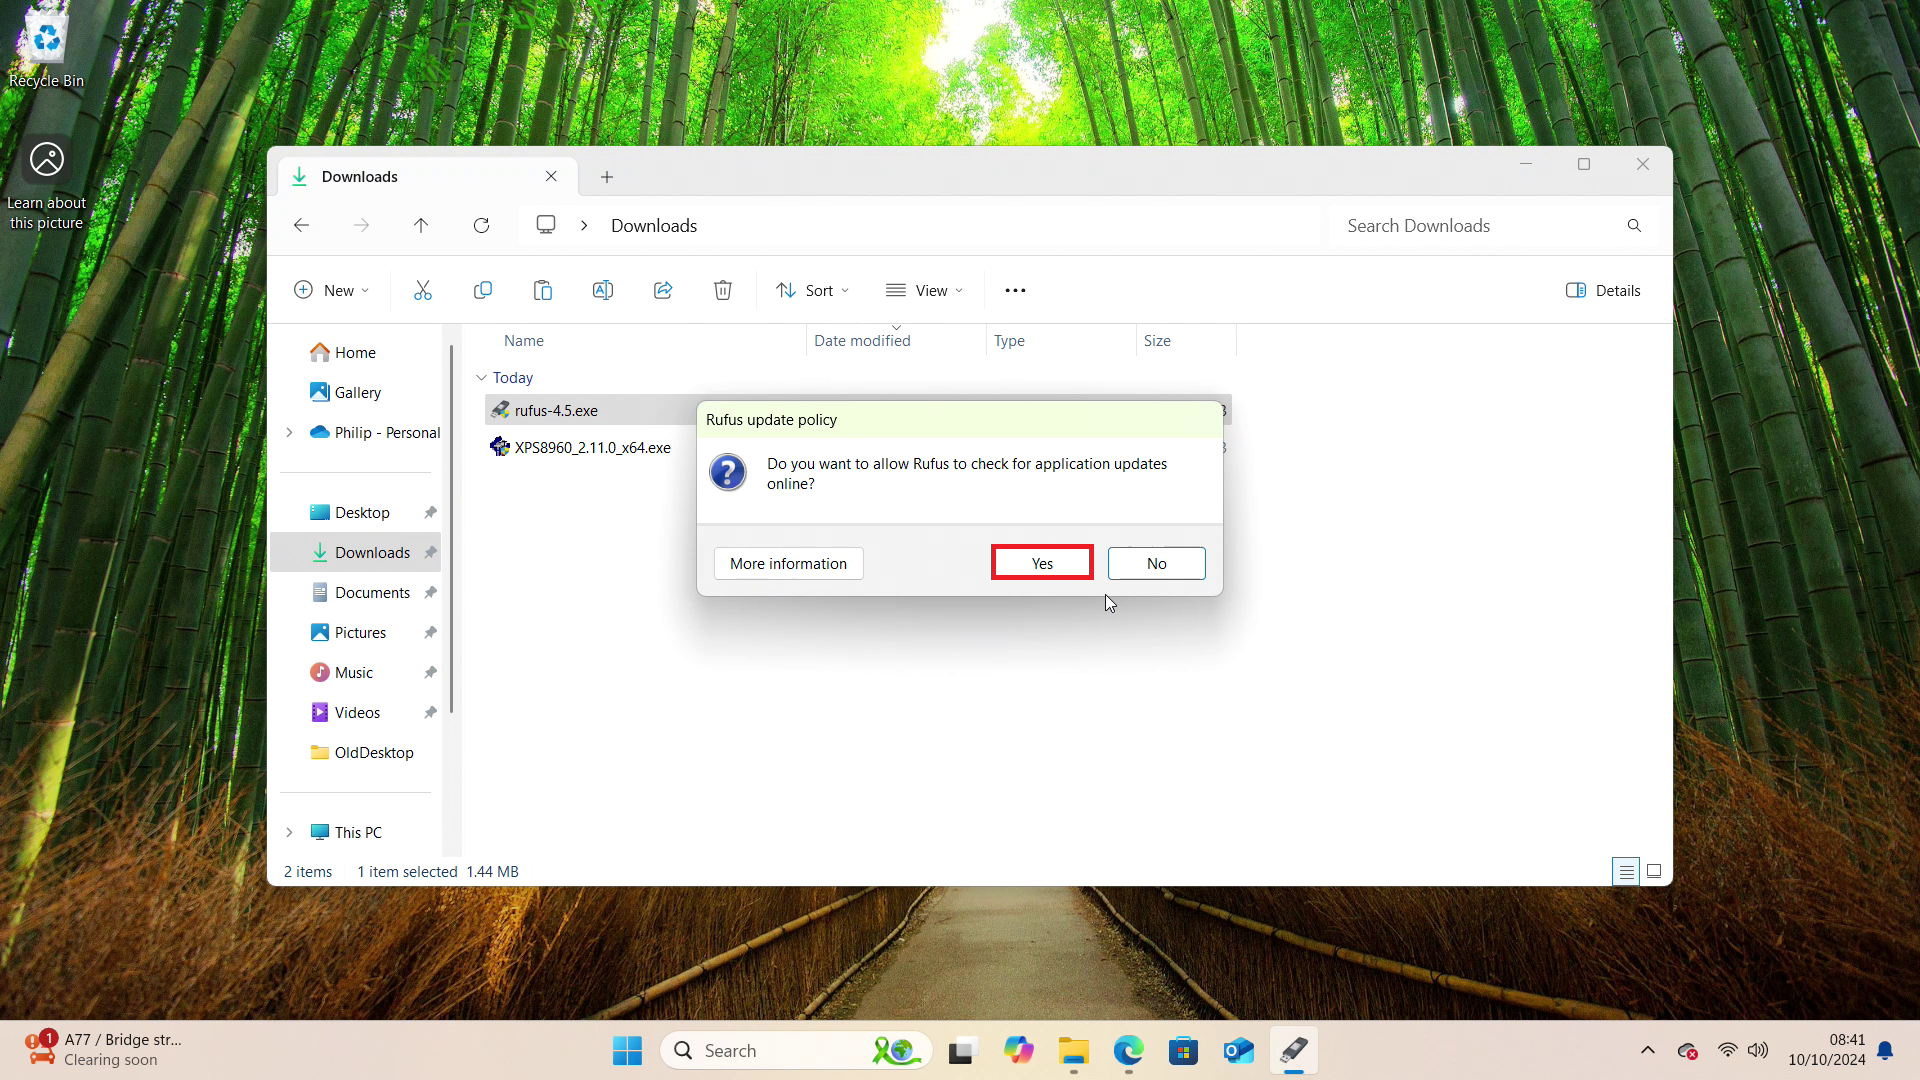 Recycle Bin
Learn about
this picture
Downloads
Downloads
Search Downloads
New
Sort
View
Details
Home
Gallery
Philip - Personal
Desktop
Downloads
Documents
Pictures
Music
Videos
OldDesktop
This PC
Name
Date modified
Type
Size
Today
rufus-4.5.exe
XPS8960_2.11.0_x64.exe
Rufus update policy
Do you want to allow Rufus to check for application updates
online?
More information
Yes
No
2 items
1 item selected 1.44 MB
1
A77 / Bridge str...
Clearing soon
Search
08:41
10/10/2024